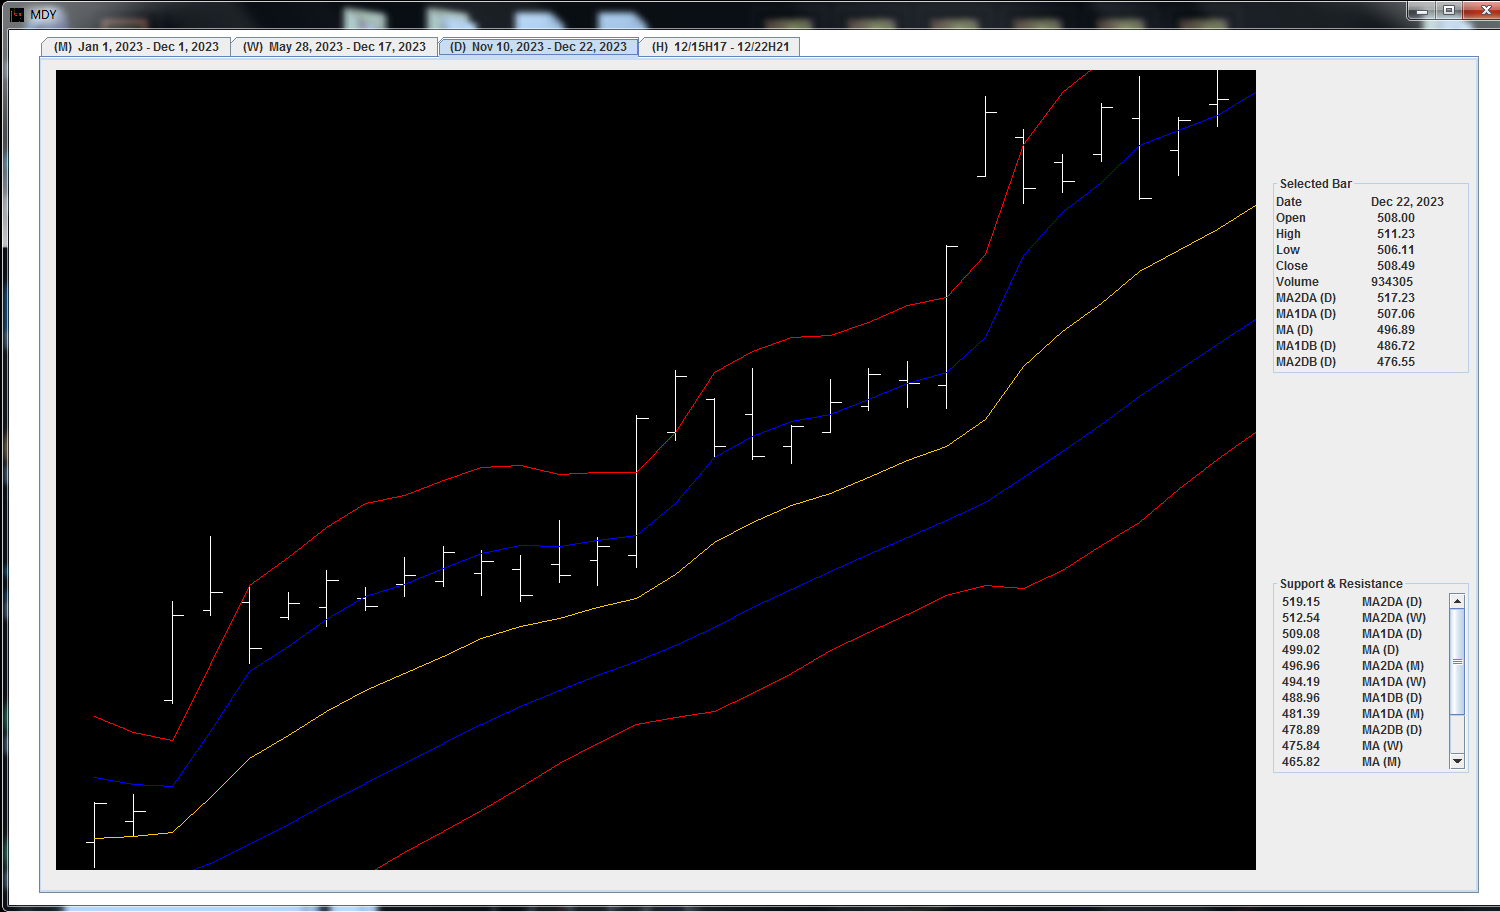 MDY
(M) Jan 1, 2023 - Dec 1, 2023 (W) May 28, 2023 - Dec 17, 2023 (D) Nov 10, 2023 - Dec 22, 2023 (H) 12/15H17 - 12/22H21
Selected Bar
Date Dec 22, 2023
Open 508.00
High 511.23
Low 506.11
Close 508.49
Volume 934305
MA2DA (D) 517.23
MA1DA (D) 507.06
MA (D) 496.89
MA1DB (D) 486.72
MA2DB (D) 476.55
Support & Resistance
519.15 MA2DA (D)
512.54 MA2DA (W)
509.08 MA1DA (D)
499.02 MA (D)
496.96 MA2DA (M)
494.19 MA1DA (W)
488.96 MA1DB (D)
481.39 MA1DA (M)
478.89 MA2DB (D)
475.84 MA (W)
465.82 MA (M)